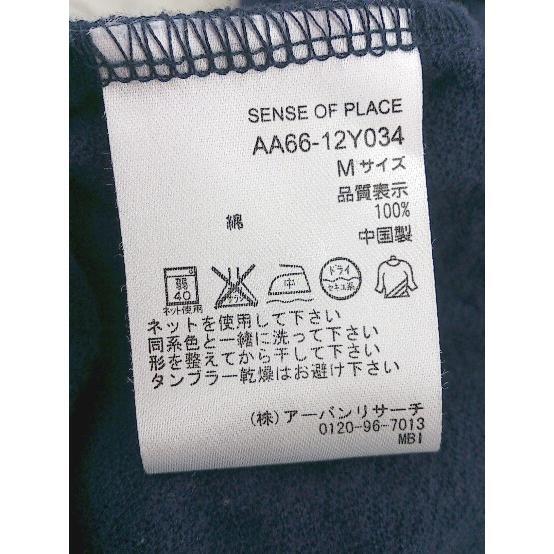 SENSE OF PLACE
AA66-12Y034
Mサイズ
品質表示
綿 100%
中国製
弱 40 ネット使用
中
ドライ セキユ系
ネットを使用して下さい
同系色と一緒に洗って下さい
形を整えてから干して下さい
タンブラー乾燥はお避け下さい
(株)アーバンリサーチ
0120-96-7013
MBI